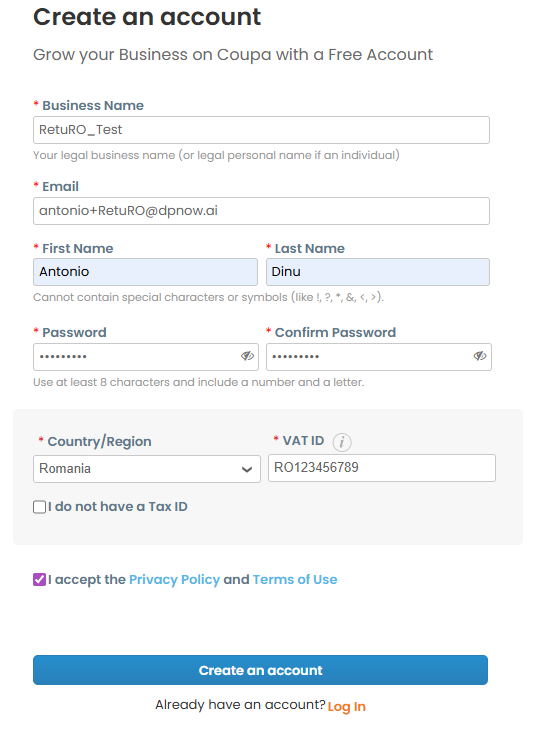 Create an account
Grow your Business on Coupa with a Free Account
* Business Name
RetuRO_Test
Your legal business name (or legal personal name if an individual)
* Email
antonio+RetuRO@dpnow.ai
* First Name * Last Name
Antonio Dinu
Cannot contain special characters or symbols (like !, ?, *, &, <, >).
* Password * Confirm Password
••••••••• •••••••••
Use at least 8 characters and include a number and a letter.
* Country/Region * VAT ID i
Romania RO123456789
I do not have a Tax ID
I accept the Privacy Policy and Terms of Use
Create an account
Already have an account? Log In